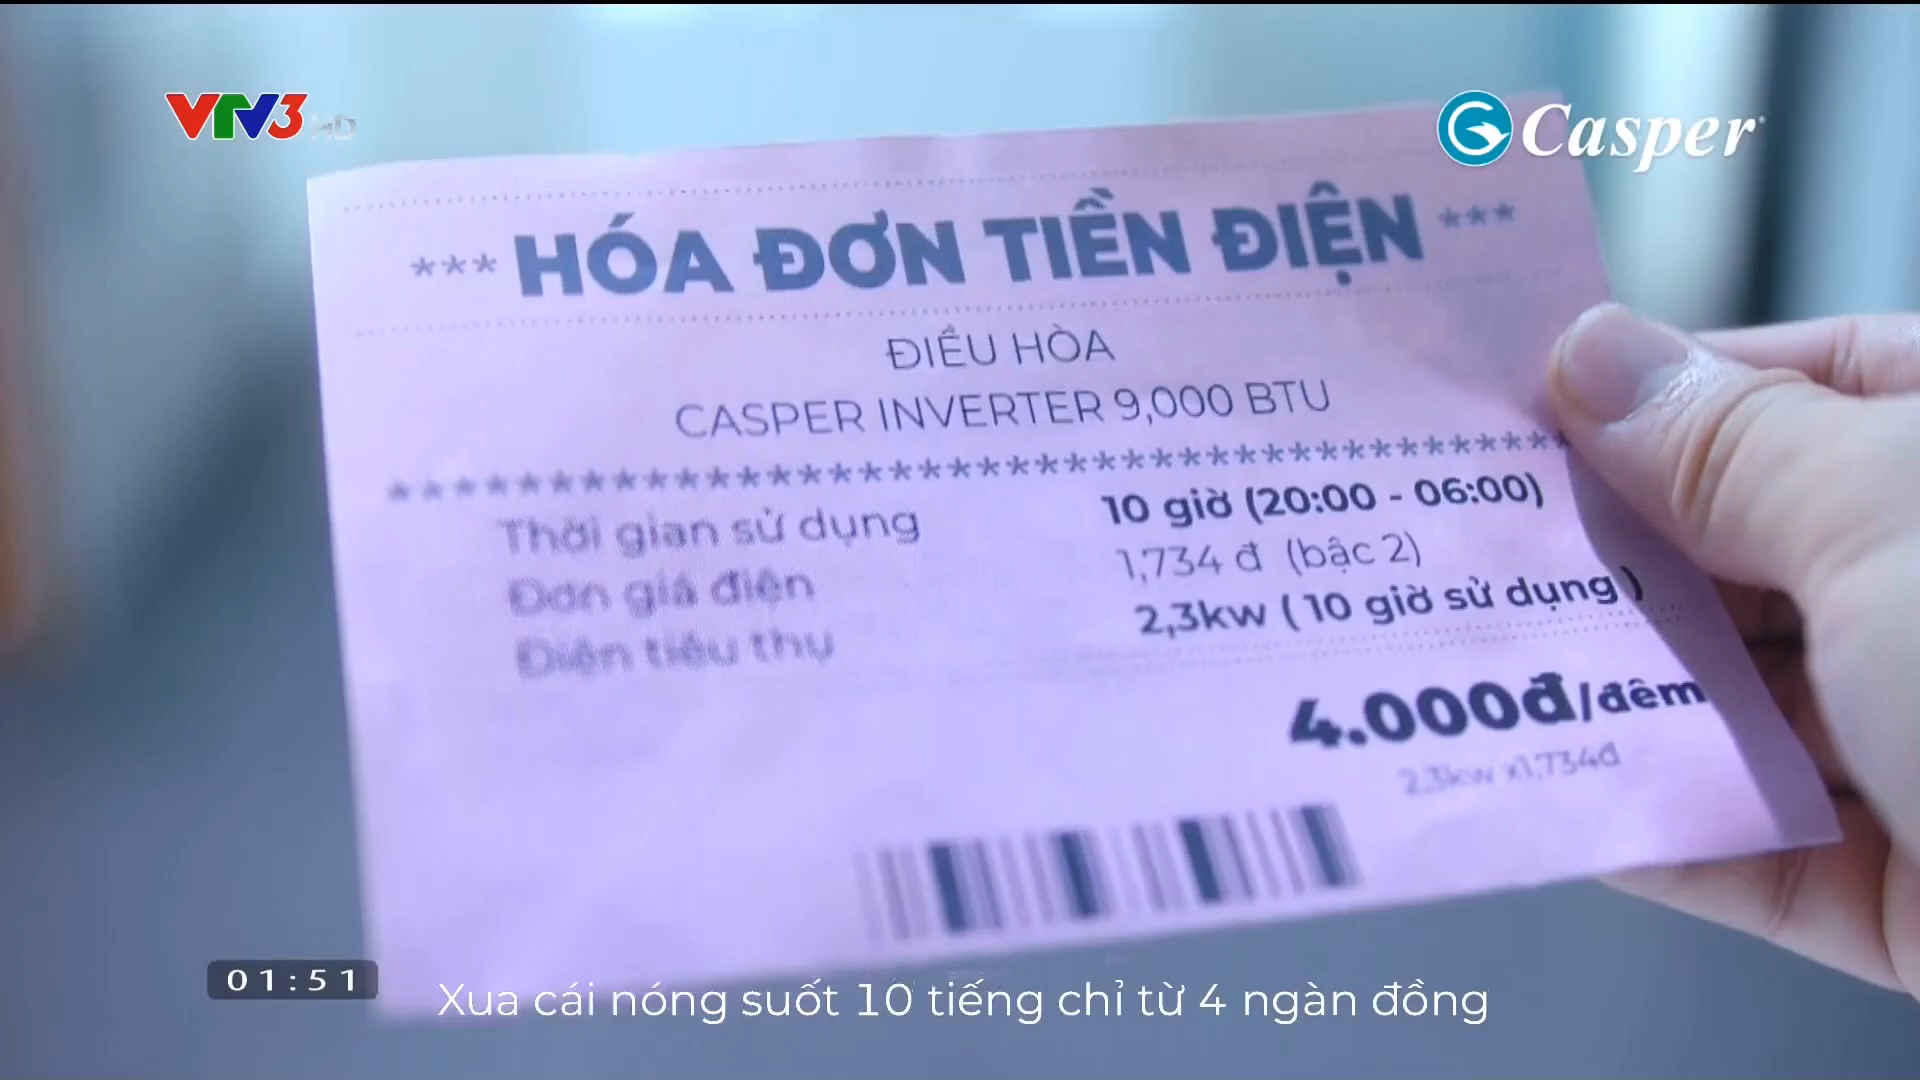 VTV3 HD
Casper
*** HÓA ĐƠN TIỀN ĐIỆN ***
ĐIỀU HÒA
CASPER INVERTER 9,000 BTU
****************************************
Thời gian sử dụng 10 giờ (20:00 - 06:00)
Đơn giá điện 1,734 đ (bậc 2)
Điện tiêu thụ 2,3kw ( 10 giờ sử dụng )
4.000đ/đêm
2,3kw x1,734đ
01:51
Xua cái nóng suốt 10 tiếng chỉ từ 4 ngàn đồng